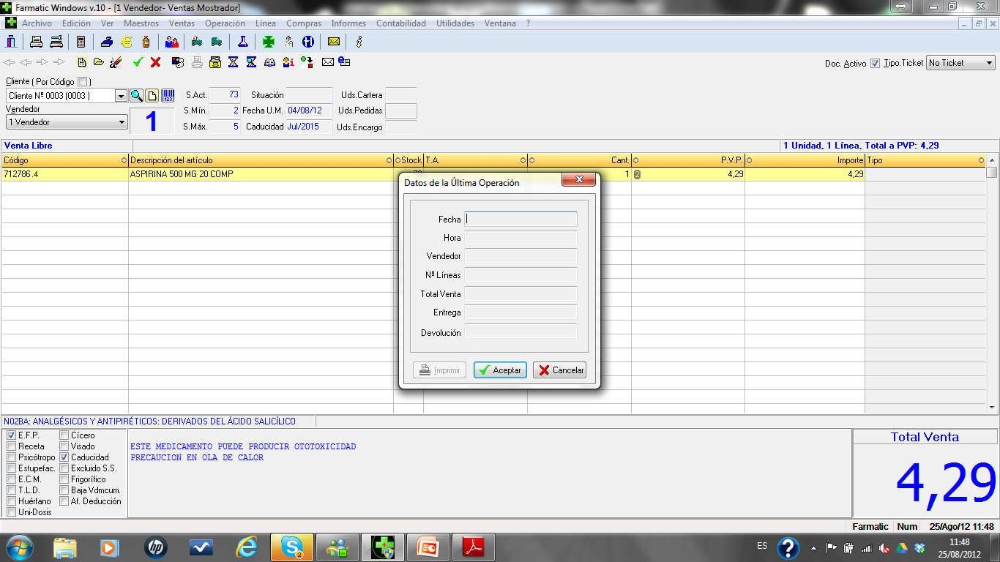 Farmatic Windows v.10 - [1 Vendedor- Ventas Mostrador]
Archivo Edición Ver Maestros Ventas Operación Línea Compras Informes Contabilidad Utilidades Ventana ?
Doc. Activo Tipo.Ticket No Ticket
Cliente ( Por Código )
Cliente Nº 0003 (0003 )
123
Vendedor
1 Vendedor
1
S.Act. 73 Situación Uds.Cartera
S.Mín. 2 Fecha U.M. 04/08/12 Uds.Pedidas
S.Máx. 5 Caducidad Jul/2015 Uds.Encargo
Venta Libre 1 Unidad, 1 Línea, Total a PVP: 4,29
Código Descripción del artículo Stock T.A. Cant. P.V.P. Importe Tipo
712786.4 ASPIRINA 500 MG 20 COMP 1 2 4,29 4,29
Datos de la Última Operación
Fecha
Hora
Vendedor
Nº Líneas
Total Venta
Entrega
Devolución
Imprimir Aceptar Cancelar
N02BA: ANALGÉSICOS Y ANTIPIRÉTICOS: DERIVADOS DEL ÁCIDO SALICÍLICO
E.F.P. Cícero
Receta Visado
Psicótropo Caducidad
Estupefac. Excluido S.S.
E.C.M. Frigorífico
T.L.D. Baja Vdmcum.
Huérfano Af. Deducción
Uni-Dosis
ESTE MEDICAMENTO PUEDE PRODUCIR OTOTOXICIDAD
PRECAUCION EN OLA DE CALOR
Total Venta
4,29
Farmatic Num 25/Ago/12 11:48
hp
S
2
ES
?
11:48
25/08/2012